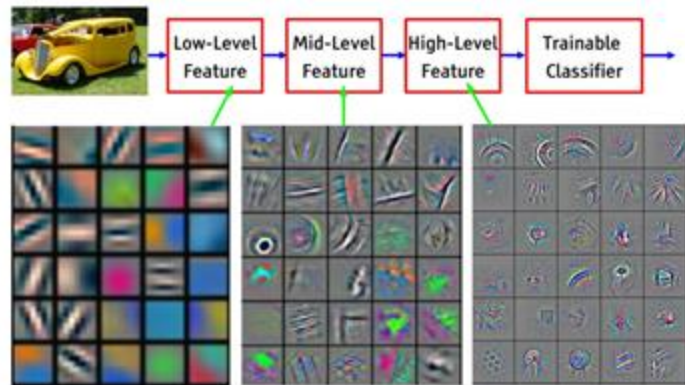 Low-Level
Feature
Mid-Level
Feature
High-Level
Feature
Trainable
Classifier